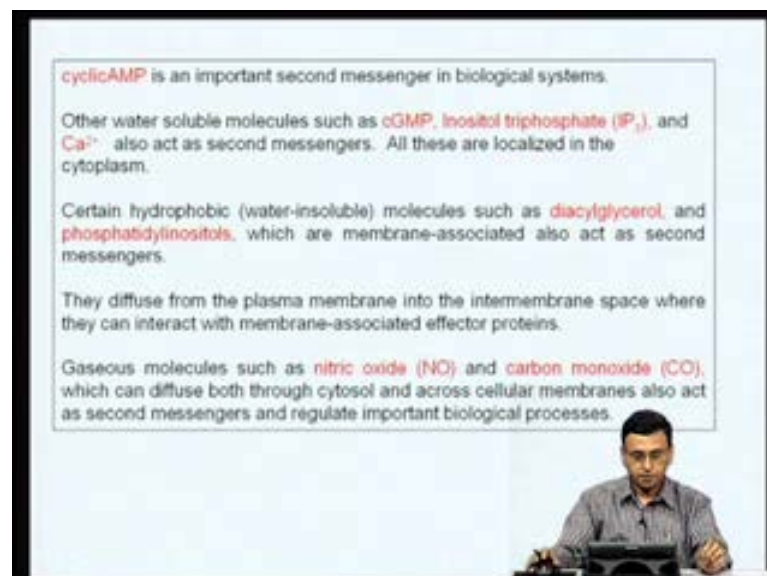 cyclicAMP is an important second messenger in biological systems.
Other water soluble molecules such as cGMP, Inositol triphosphate (IP3), and
Ca2+ also act as second messengers. All these are localized in the
cytoplasm.
Certain hydrophobic (water-insoluble) molecules such as diacylglycerol, and
phosphatidylinositols, which are membrane-associated also act as second
messengers.
They diffuse from the plasma membrane into the intermembrane space where
they can interact with membrane-associated effector proteins.
Gaseous molecules such as nitric oxide (NO) and carbon monoxide (CO),
which can diffuse both through cytosol and across cellular membranes also act
as second messengers and regulate important biological processes.